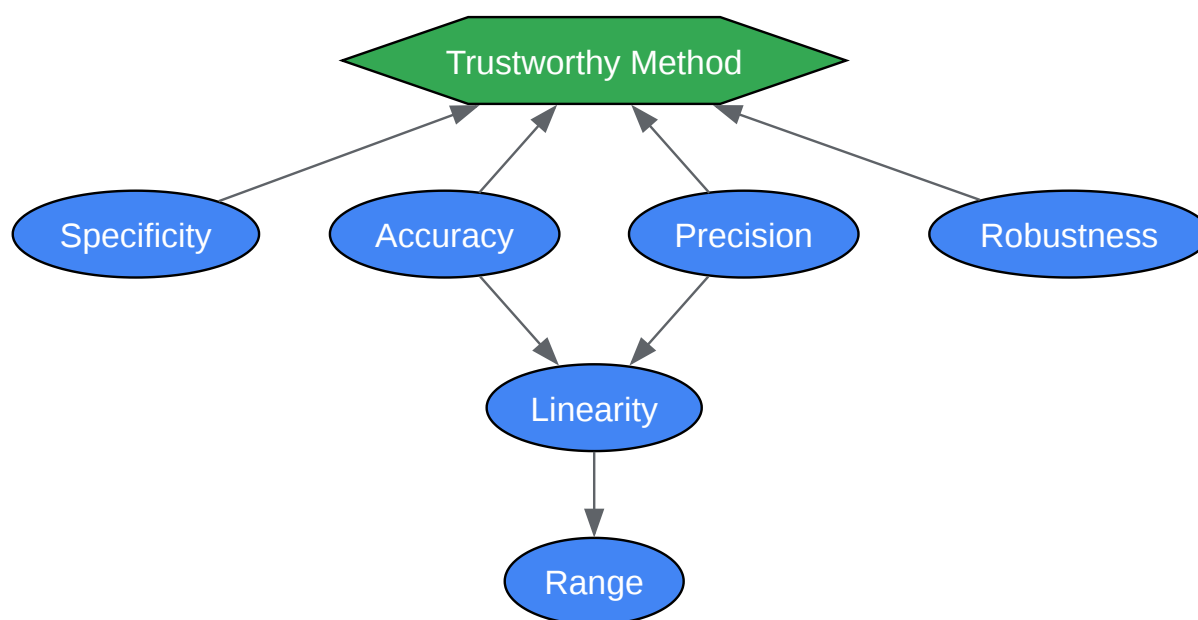 Trustworthy Method
Specificity
Accuracy
Precision
Robustness
Linearity
Range